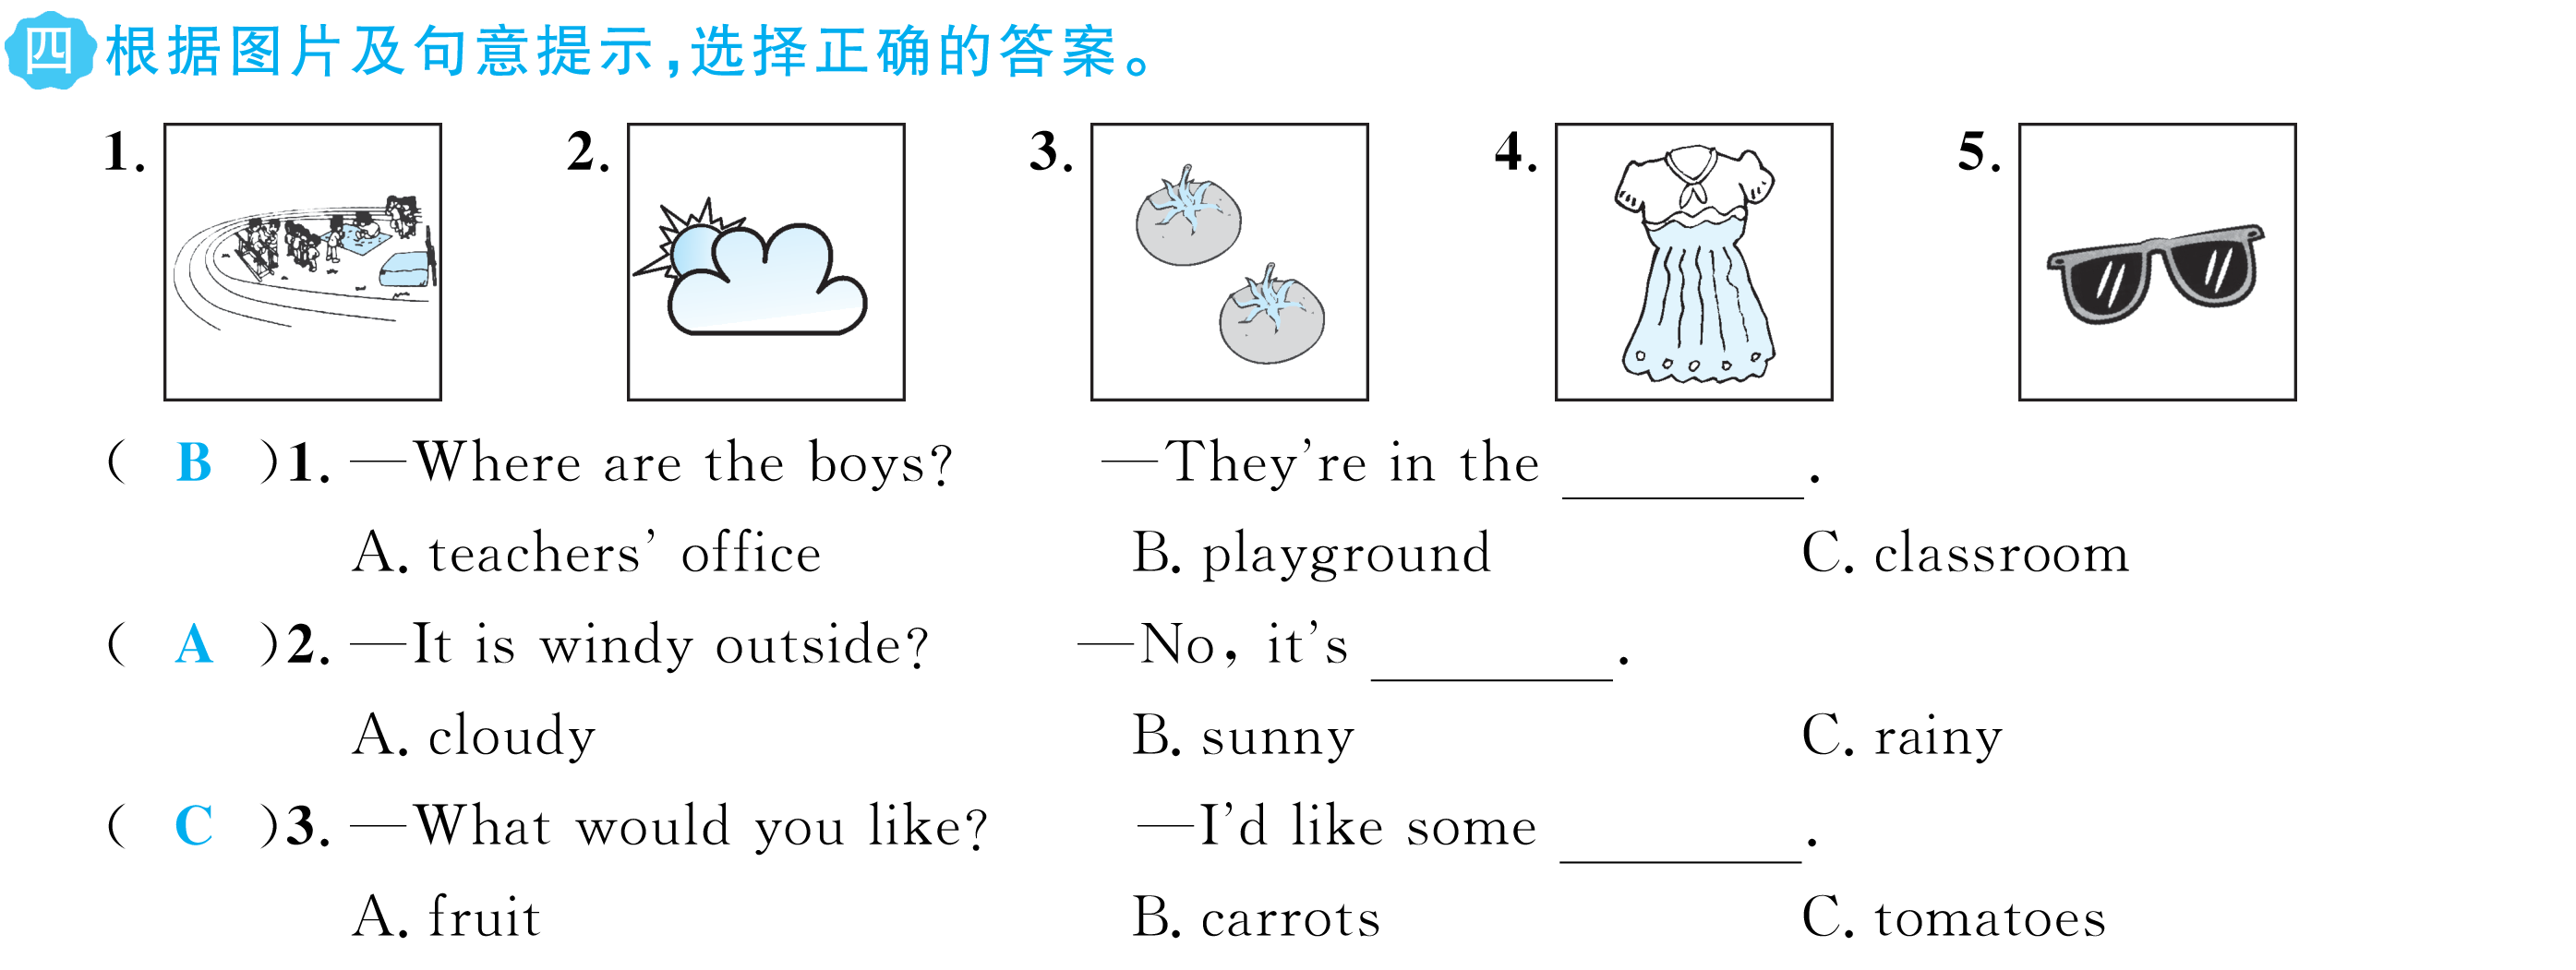 四 根据图片及句意提示,选择正确的答案。
1. 2. 3. 4. 5.
( B )1. —Where are the boys? —They’re in the ________.
A. teachers’ office B. playground C. classroom
( A )2. —It is windy outside? —No, it’s ________.
A. cloudy B. sunny C. rainy
( C )3. —What would you like? —I’d like some ________.
A. fruit B. carrots C. tomatoes